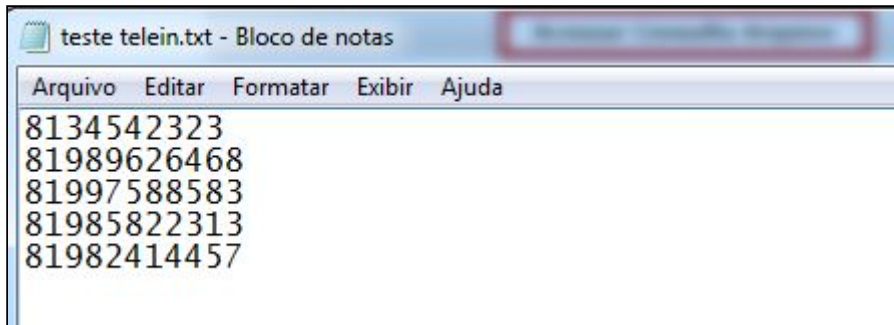 teste telein.txt - Bloco de notas
Arquivo Editar Formatar Exibir Ajuda
8134542323
81989626468
81997588583
81985822313
81982414457